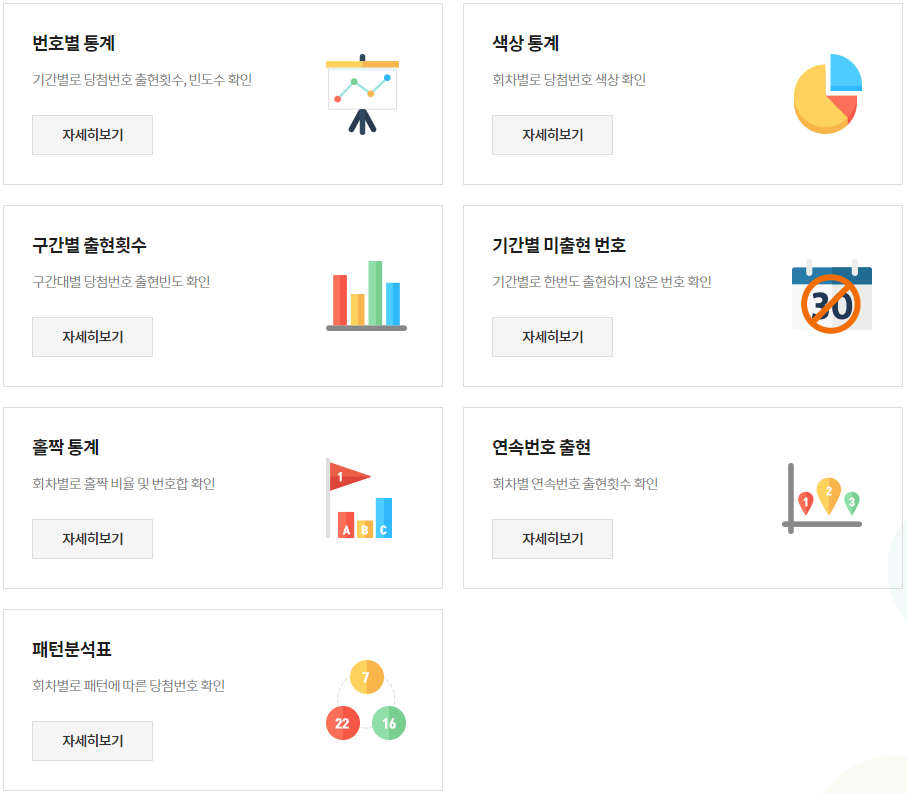 번호별 통계
기간별로 당첨번호 출현횟수, 빈도수 확인
자세히보기
색상 통계
회차별로 당첨번호 색상 확인
자세히보기
구간별 출현횟수
구간대별 당첨번호 출현빈도 확인
자세히보기
기간별 미출현 번호
기간별로 한번도 출현하지 않은 번호 확인
자세히보기
30
홀짝 통계
회차별로 홀짝 비율 및 번호합 확인
자세히보기
1
A B C
연속번호 출현
회차별 연속번호 출현횟수 확인
자세히보기
1 2 3
패턴분석표
회차별로 패턴에 따른 당첨번호 확인
자세히보기
7
22 16